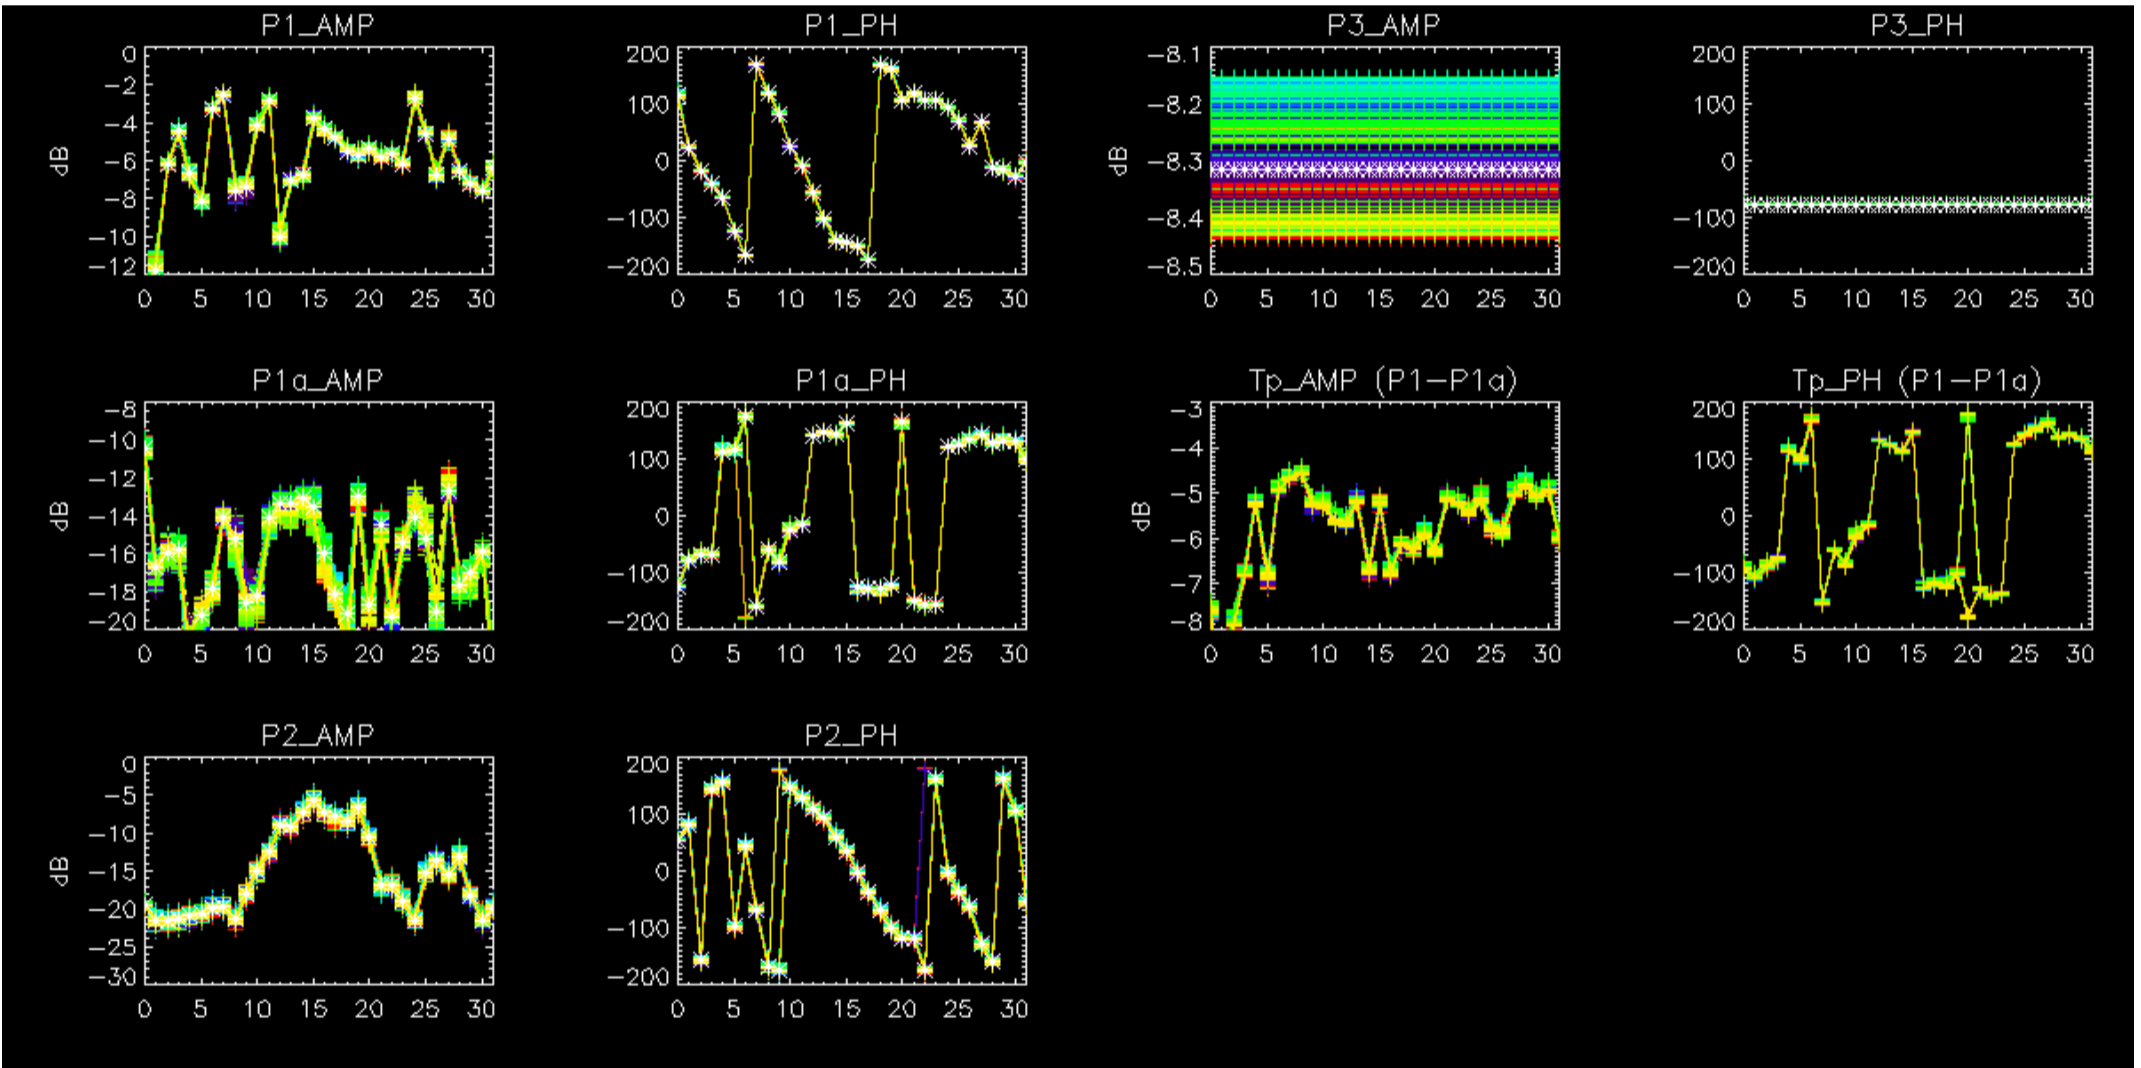 P1_AMP
0
−2
−4
−6
−8
−10
−12
dB
0 5 10 15 20 25 30
P1_PH
200
100
0
−100
−200
0 5 10 15 20 25 30
P3_AMP
−8.1
−8.2
−8.3
−8.4
−8.5
dB
0 5 10 15 20 25 30
P3_PH
200
100
0
−100
−200
0 5 10 15 20 25 30
P1a_AMP
−8
−10
−12
−14
−16
−18
−20
dB
0 5 10 15 20 25 30
P1a_PH
200
100
0
−100
−200
0 5 10 15 20 25 30
Tp_AMP (P1−P1a)
−3
−4
−5
−6
−7
−8
dB
0 5 10 15 20 25 30
Tp_PH (P1−P1a)
200
100
0
−100
−200
0 5 10 15 20 25 30
P2_AMP
0
−5
−10
−15
−20
−25
−30
dB
0 5 10 15 20 25 30
P2_PH
200
100
0
−100
−200
0 5 10 15 20 25 30